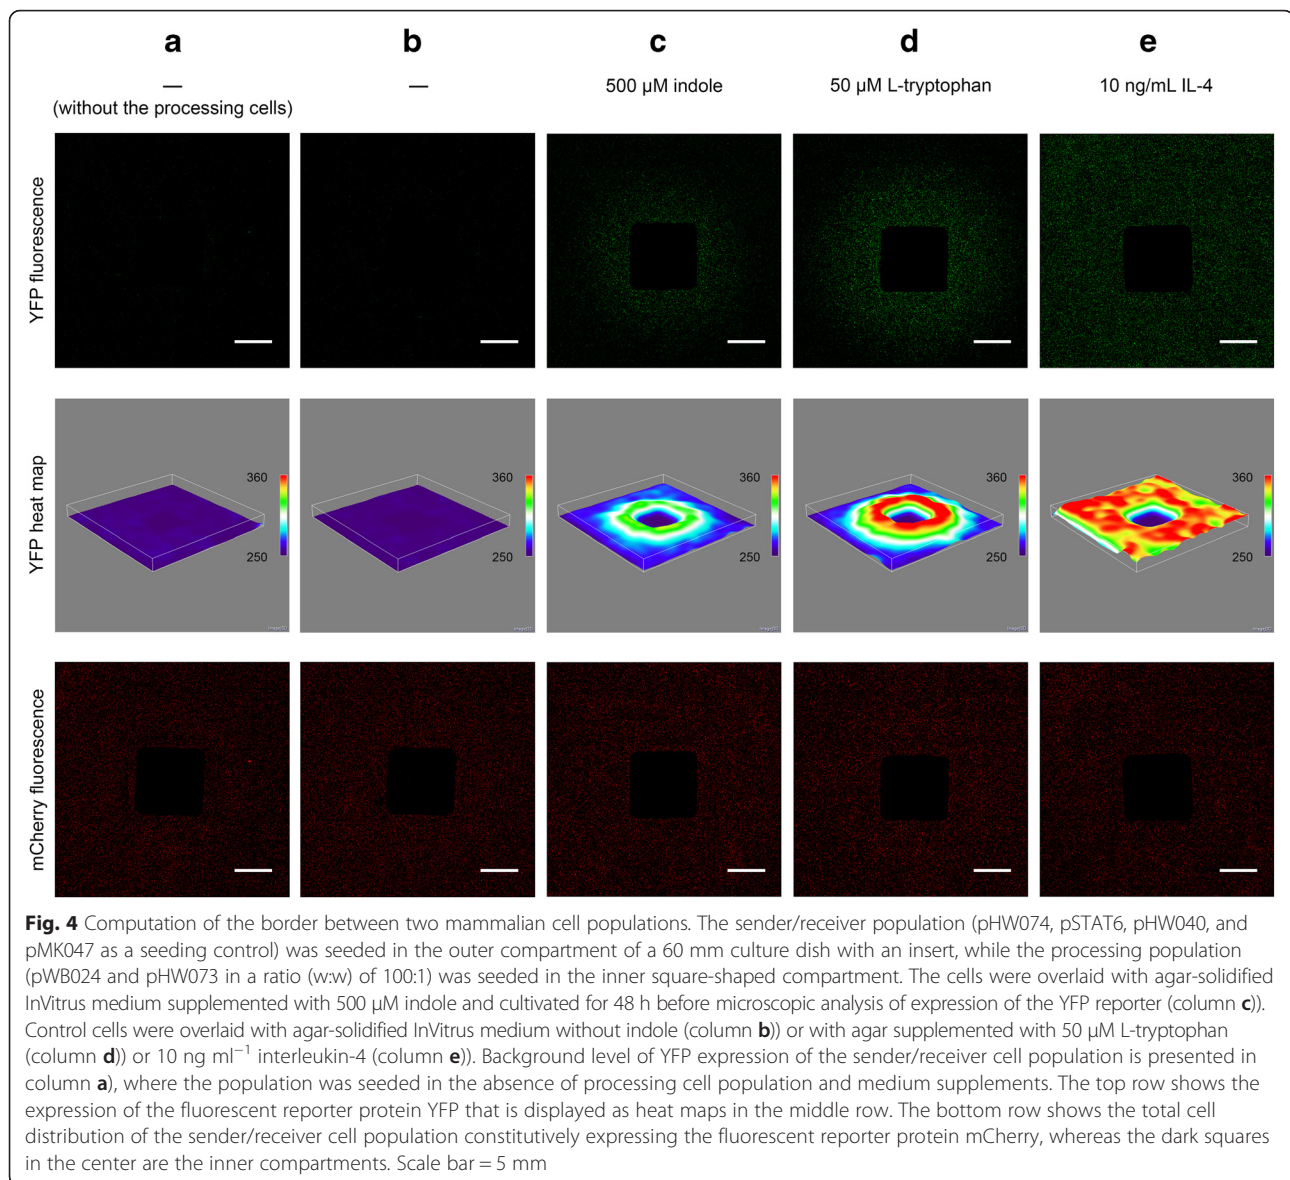 a b c d e
— — 500 µM indole 50 µM L-tryptophan 10 ng/mL IL-4
(without the processing cells)
YFP fluorescence
YFP heat map
360 360 360 360 360
250 250 250 250 250
mCherry fluorescence
Fig. 4 Computation of the border between two mammalian cell populations. The sender/receiver population (pHW074, pSTAT6, pHW040, and
pMK047 as a seeding control) was seeded in the outer compartment of a 60 mm culture dish with an insert, while the processing population
(pWB024 and pHW073 in a ratio (w:w) of 100:1) was seeded in the inner square-shaped compartment. The cells were overlaid with agar-solidified
InVitrus medium supplemented with 500 µM indole and cultivated for 48 h before microscopic analysis of expression of the YFP reporter (column c)).
Control cells were overlaid with agar-solidified InVitrus medium without indole (column b)) or with agar supplemented with 50 µM L-tryptophan
(column d)) or 10 ng ml⁻¹ interleukin-4 (column e)). Background level of YFP expression of the sender/receiver cell population is presented in
column a), where the population was seeded in the absence of processing cell population and medium supplements. The top row shows the
expression of the fluorescent reporter protein YFP that is displayed as heat maps in the middle row. The bottom row shows the total cell
distribution of the sender/receiver cell population constitutively expressing the fluorescent reporter protein mCherry, whereas the dark squares
in the center are the inner compartments. Scale bar = 5 mm